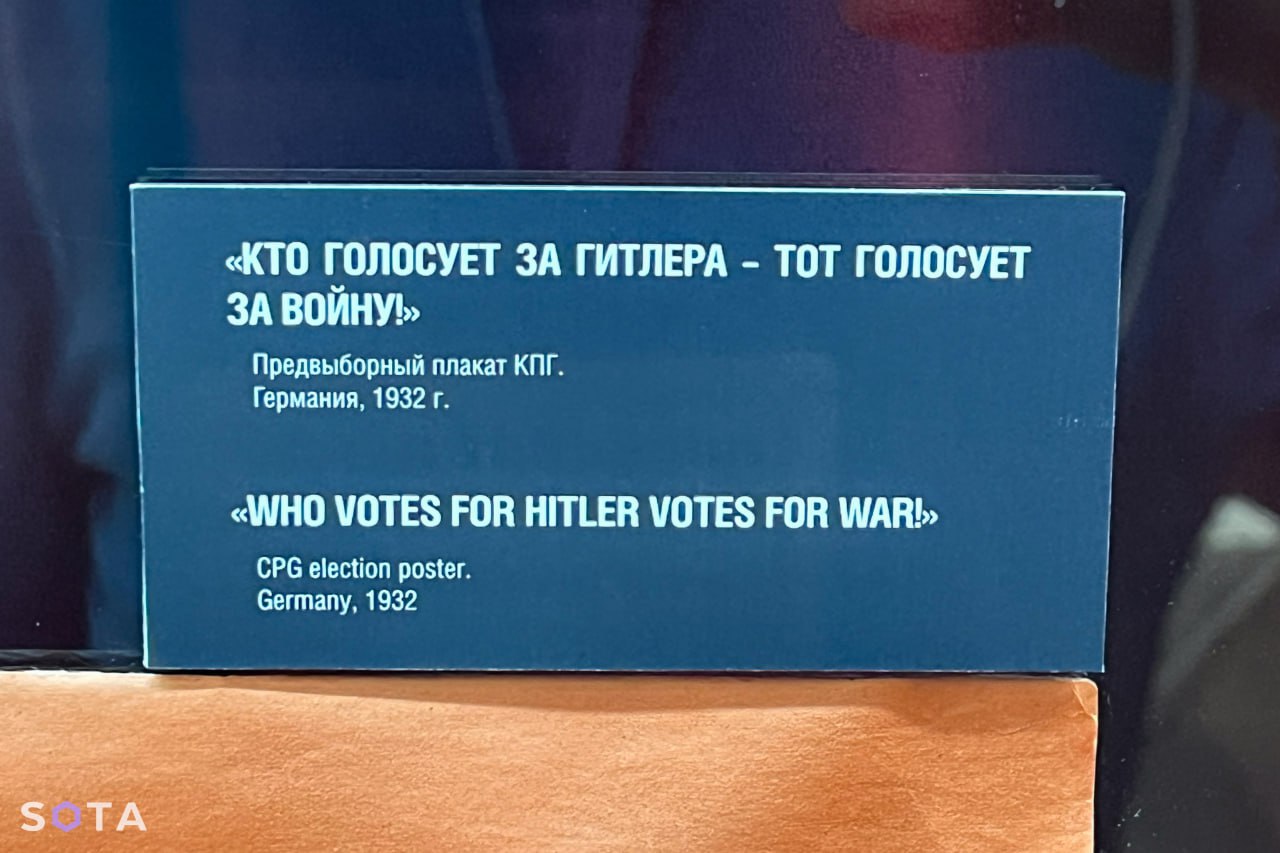 «КТО ГОЛОСУЕТ ЗА ГИТЛЕРА – ТОТ ГОЛОСУЕТ
ЗА ВОЙНУ!»
Предвыборный плакат КПГ.
Германия, 1932 г.
«WHO VOTES FOR HITLER VOTES FOR WAR!»
CPG election poster.
Germany, 1932
SOTA